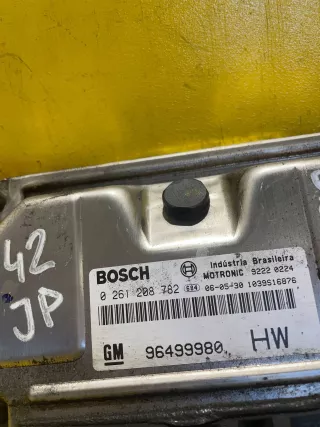 42
JP
BOSCH
Indústria Brasileira
MOTRONIC 9222 0224
0 261 208 782 06-05-30 1039S16876
GM 96499980 HW